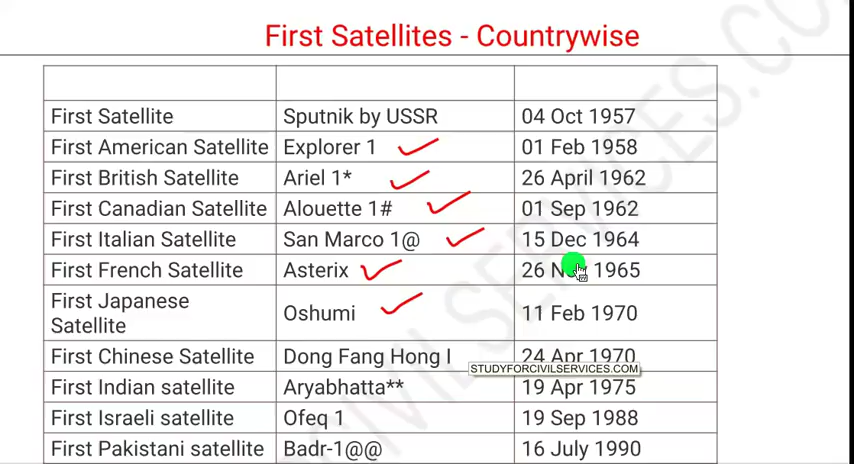 First Satellites - Countrywise
First Satellite Sputnik by USSR 04 Oct 1957
First American Satellite Explorer 1 01 Feb 1958
First British Satellite Ariel 1* 26 April 1962
First Canadian Satellite Alouette 1# 01 Sep 1962
First Italian Satellite San Marco 1@ 15 Dec 1964
First French Satellite Asterix 26 Nov 1965
First Japanese
Satellite Oshumi 11 Feb 1970
First Chinese Satellite Dong Fang Hong I 24 Apr 1970
STUDYFORCIVILSERVICES.COM
First Indian satellite Aryabhatta** 19 Apr 1975
First Israeli satellite Ofeq 1 19 Sep 1988
First Pakistani satellite Badr-1@@ 16 July 1990